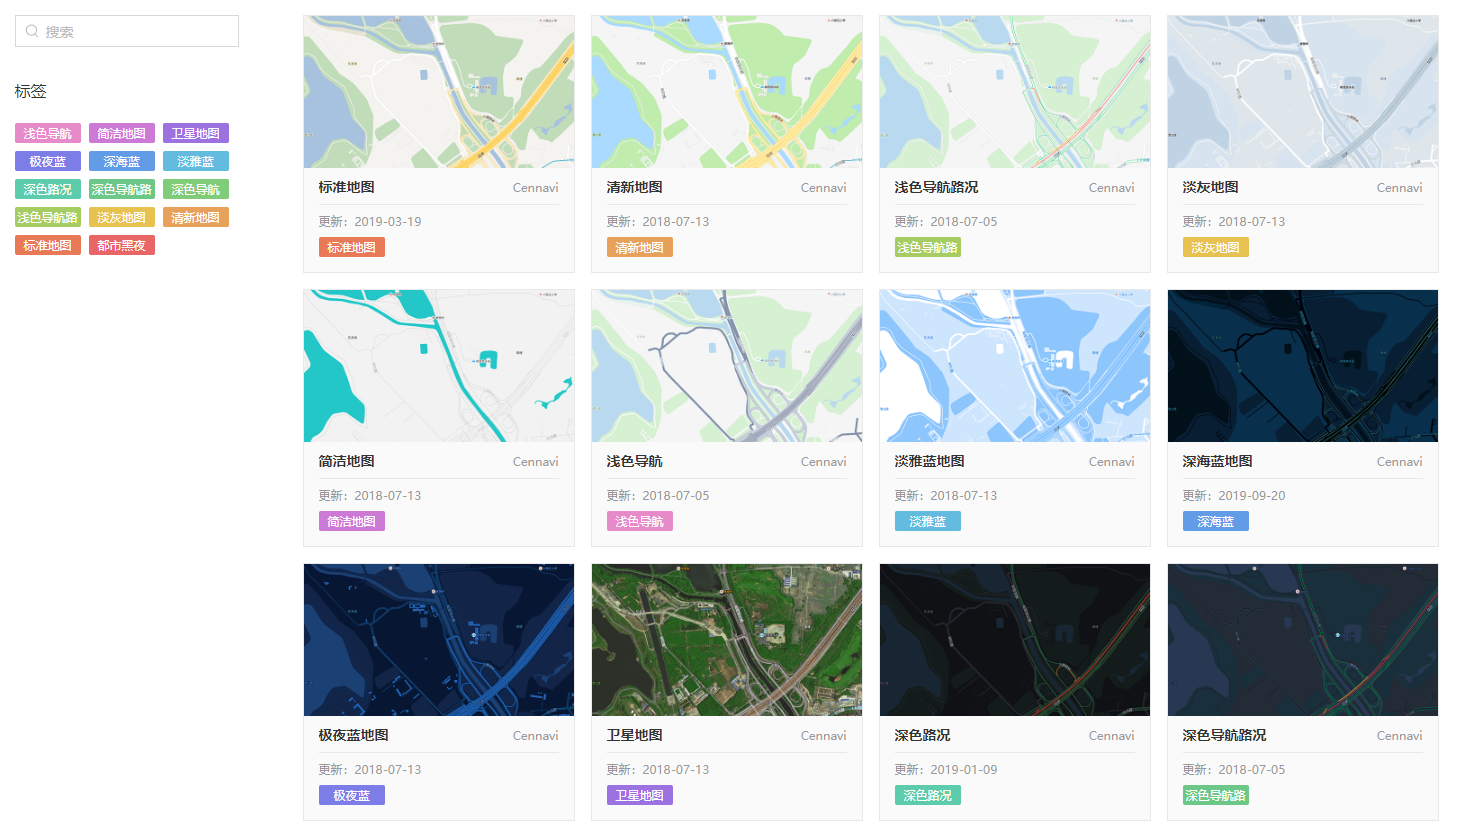 搜索
标签
浅色导航 简洁地图 卫星地图
极夜蓝 深海蓝 淡雅蓝
深色路况 深色导航路 深色导航
浅色导航路 淡灰地图 清新地图
标准地图 都市黑夜
标准地图 Cennavi
更新：2019-03-19
标准地图
清新地图 Cennavi
更新：2018-07-13
清新地图
浅色导航路况 Cennavi
更新：2018-07-05
浅色导航路
淡灰地图 Cennavi
更新：2018-07-13
淡灰地图
简洁地图 Cennavi
更新：2018-07-13
简洁地图
浅色导航 Cennavi
更新：2018-07-05
浅色导航
淡雅蓝地图 Cennavi
更新：2018-07-13
淡雅蓝
深海蓝地图 Cennavi
更新：2019-09-20
深海蓝
极夜蓝地图 Cennavi
更新：2018-07-13
极夜蓝
卫星地图 Cennavi
更新：2018-07-13
卫星地图
深色路况 Cennavi
更新：2019-01-09
深色路况
深色导航路况 Cennavi
更新：2018-07-05
深色导航路